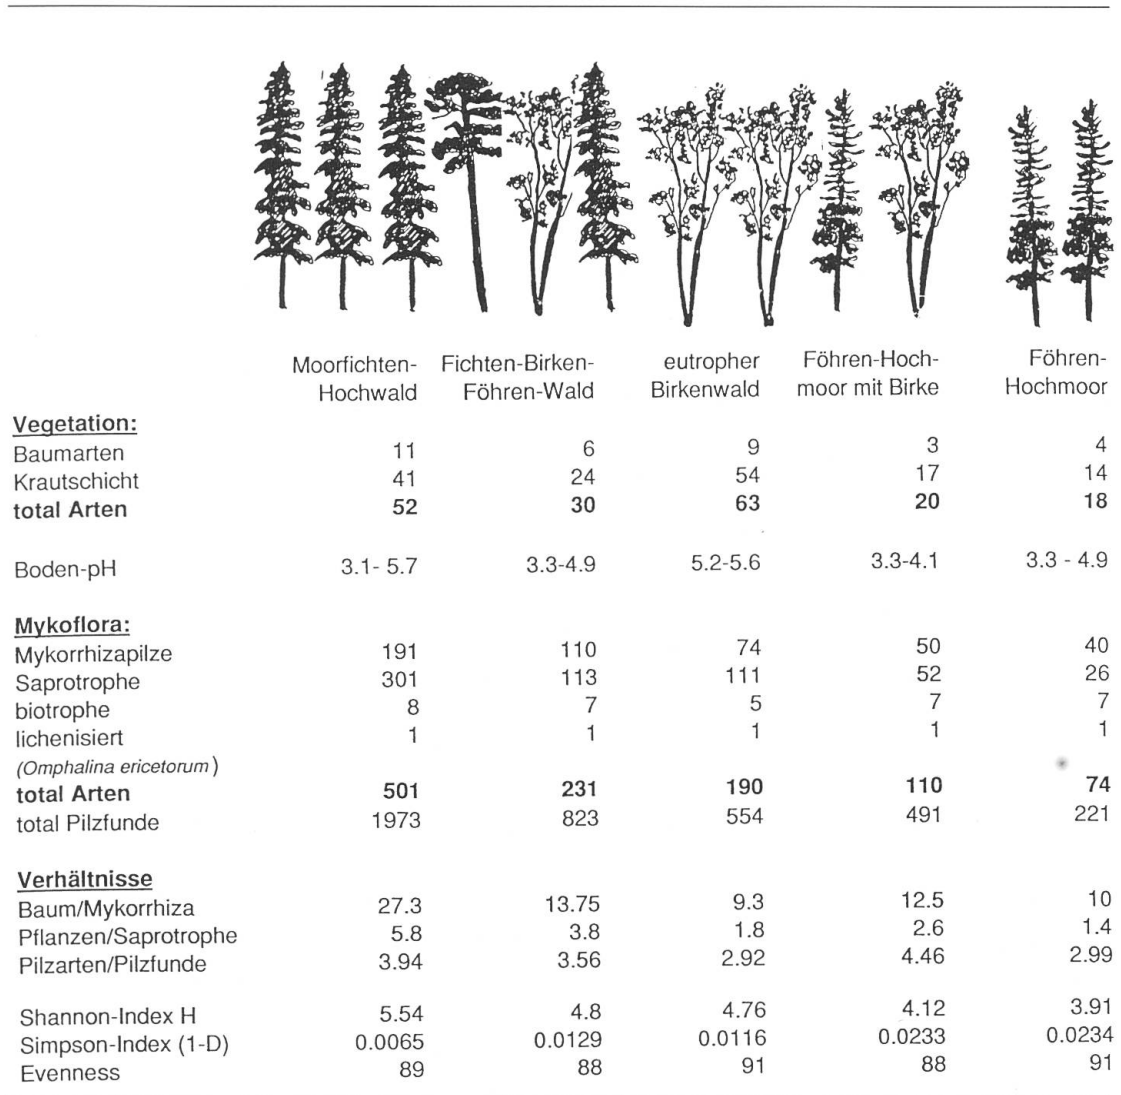 Moorfichten- Fichten-Birken- eutropher Föhren-Hoch- Föhren-
Hochwald Föhren-Wald Birkenwald moor mit Birke Hochmoor
Vegetation:
Baumarten 11 6 9 3 4
Krautschicht 41 24 54 17 14
total Arten 52 30 63 20 18
Boden-pH 3.1- 5.7 3.3-4.9 5.2-5.6 3.3-4.1 3.3 - 4.9
Mykoflora:
Mykorrhizapilze 191 110 74 50 40
Saprotrophe 301 113 111 52 26
biotrophe 8 7 5 7 7
lichenisiert 1 1 1 1 1
(Omphalina ericetorum)
total Arten 501 231 190 110 74
total Pilzfunde 1973 823 554 491 221
Verhältnisse
Baum/Mykorrhiza 27.3 13.75 9.3 12.5 10
Pflanzen/Saprotrophe 5.8 3.8 1.8 2.6 1.4
Pilzarten/Pilzfunde 3.94 3.56 2.92 4.46 2.99
Shannon-Index H 5.54 4.8 4.76 4.12 3.91
Simpson-Index (1-D) 0.0065 0.0129 0.0116 0.0233 0.0234
Evenness 89 88 91 88 91